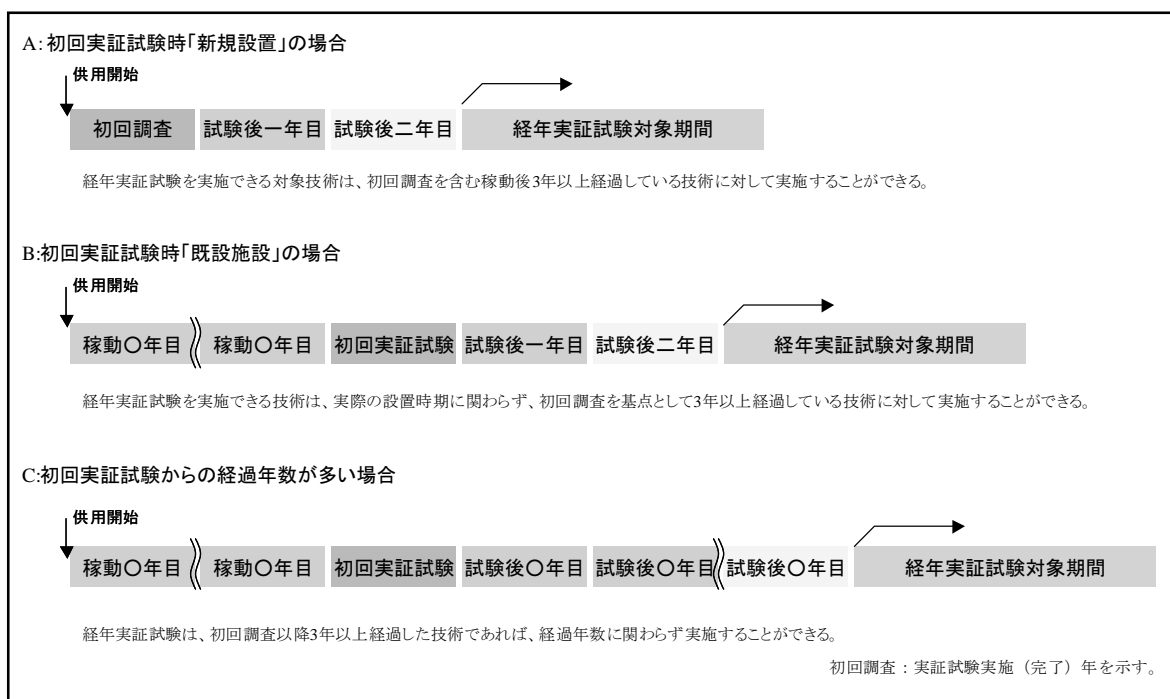 A:初回実証試験時「新規設置」の場合
供用開始
初回調査 試験後一年目 試験後二年目 経年実証試験対象期間
経年実証試験を実施できる対象技術は、初回調査を含む稼動後3年以上経過している技術に対して実施することができる。
B:初回実証試験時「既設施設」の場合
供用開始
稼動〇年目 稼動〇年目 初回実証試験 試験後一年目 試験後二年目 経年実証試験対象期間
経年実証試験を実施できる技術は、実際の設置時期に関わらず、初回調査を基点として3年以上経過している技術に対して実施することができる。
C:初回実証試験からの経過年数が多い場合
供用開始
稼動〇年目 稼動〇年目 初回実証試験 試験後〇年目 試験後〇年目 試験後〇年目 経年実証試験対象期間
経年実証試験は、初回調査以降3年以上経過した技術であれば、経過年数に関わらず実施することができる。
初回調査：実証試験実施（完了）年を示す。